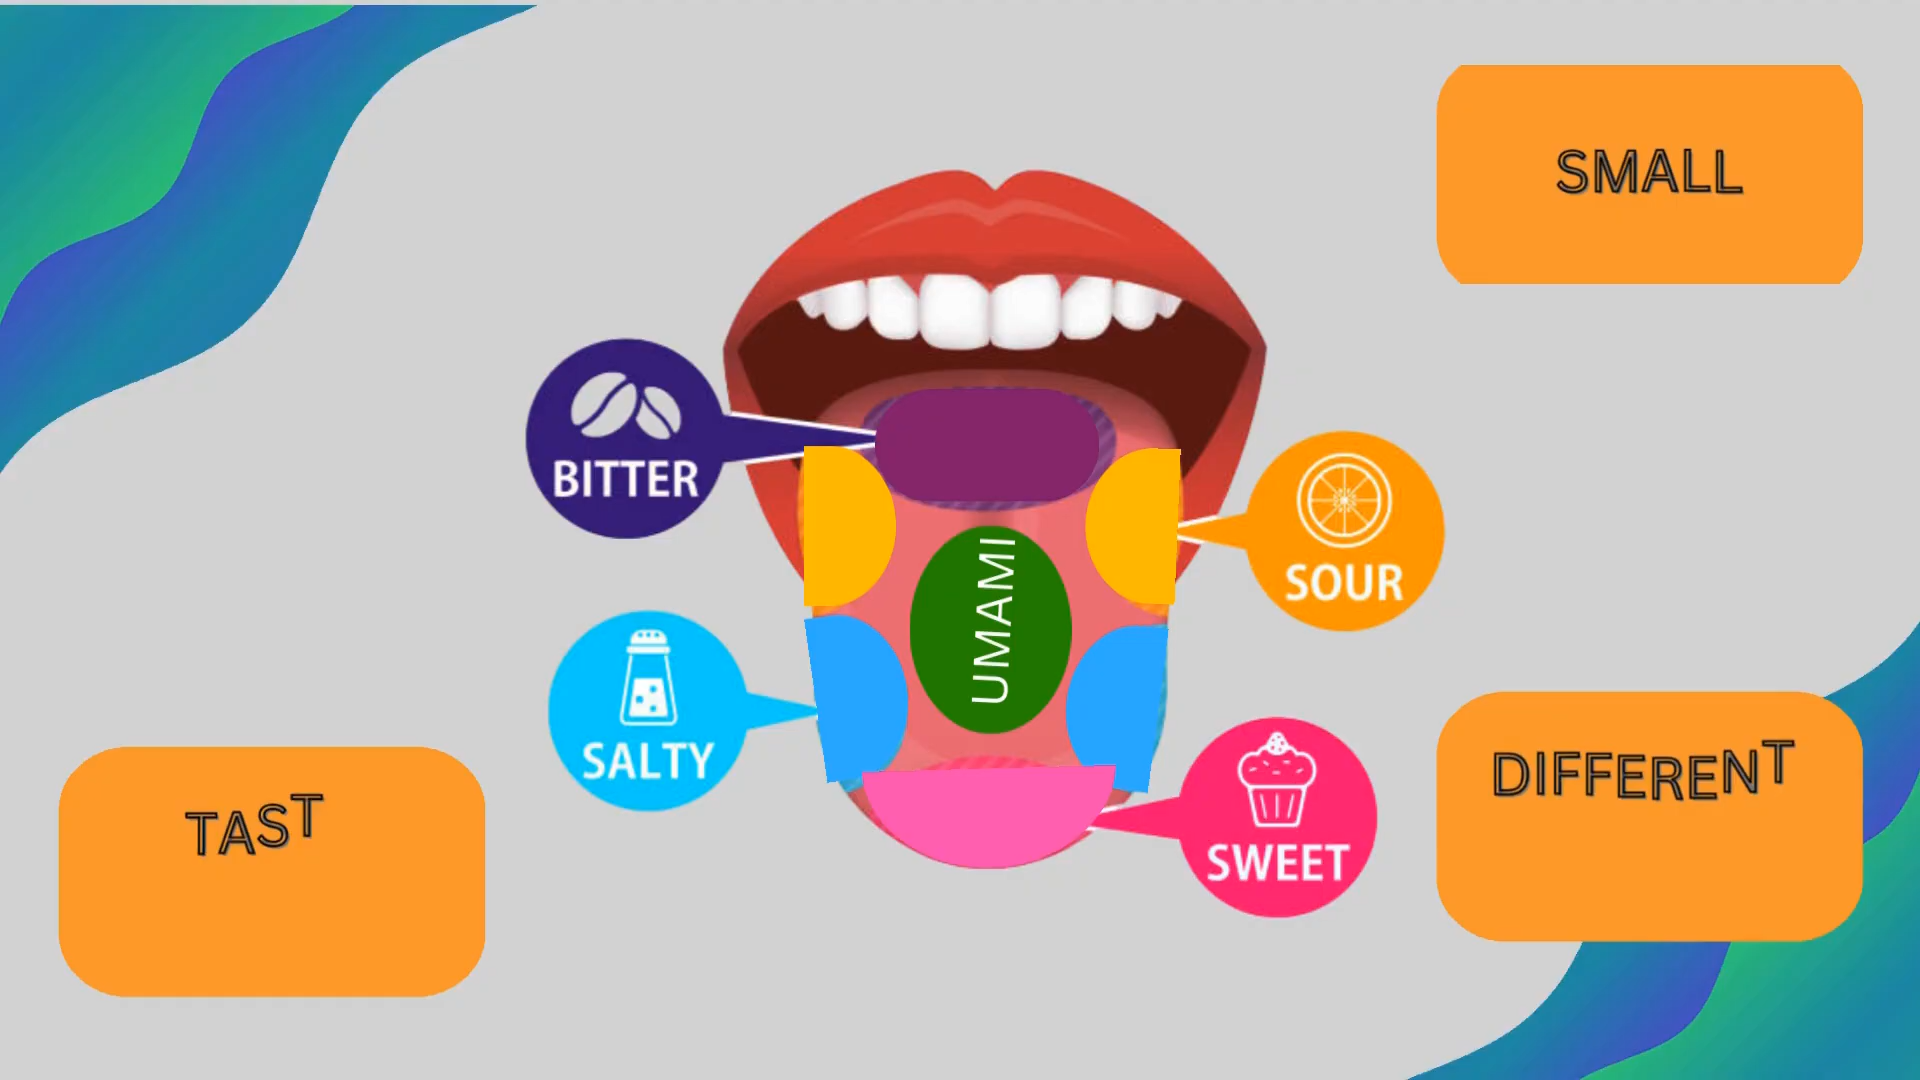 SMALL
BITTER
SOUR
UMAMI
SALTY
SWEET
TAST
DIFFERENT